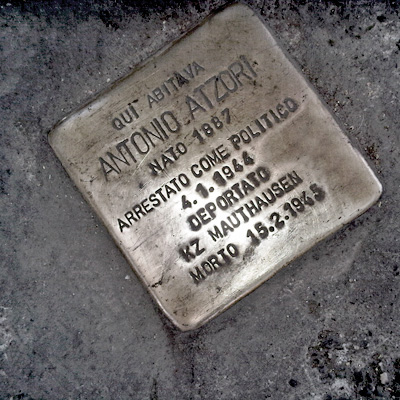 QUI ABITAVA
ANTONIO ATZORI
NATO 1887
ARRESTATO COME POLITICO
4.1.1944
DEPORTATO
KZ MAUTHAUSEN
MORTO 15.2.1945